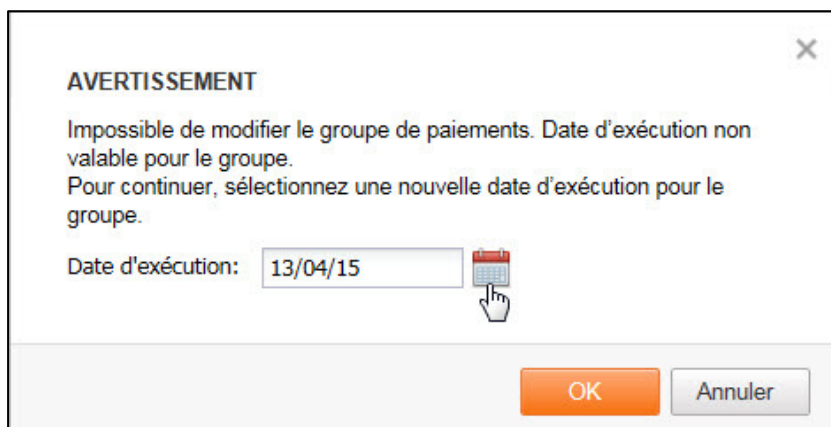 AVERTISSEMENT
Impossible de modifier le groupe de paiements. Date d'exécution non
valable pour le groupe.
Pour continuer, sélectionnez une nouvelle date d'exécution pour le
groupe.
Date d'exécution: 13/04/15
OK Annuler